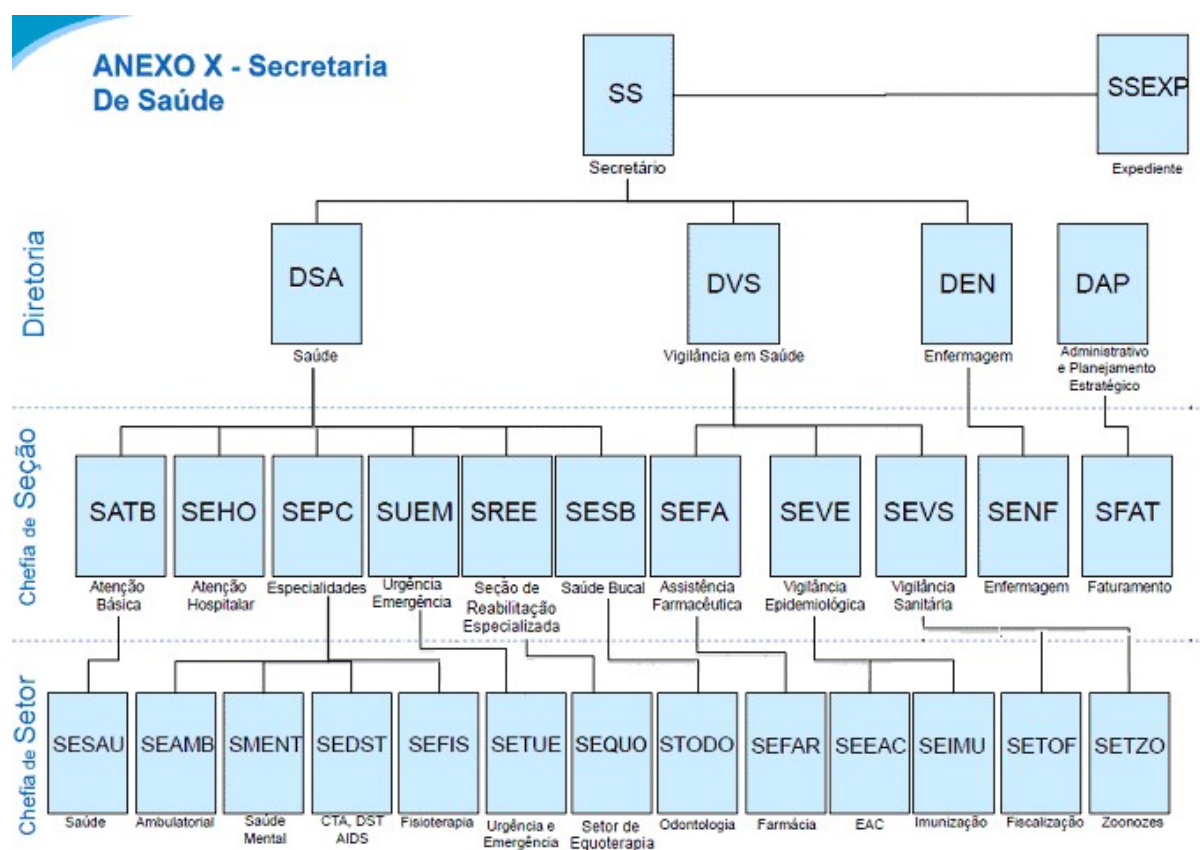 ANEXO X - Secretaria
De Saúde
SS
SSEXP
Secretário
Expediente
Diretoria
DSA
DVS
DEN
DAP
Saúde
Vigilância em Saúde
Enfermagem
Administrativo
e Planejamento
Estratégico
Chefia de Seção
SATB
SEHO
SEPC
SUEM
SREE
SESB
SEFA
SEVE
SEVS
SENF
SFAT
Atenção
Básica
Atenção
Hospitalar
Especialidades
Urgência
Emergência
Seção de
Reabilitação
Especializada
Saúde Bucal
Assistência
Farmacêutica
Vigilância
Epidemiológica
Vigilância
Sanitária
Enfermagem
Faturamento
Chefia de Setor
SESAU
SEAMB
SMENT
SEDST
SEFIS
SETUE
SEQUO
STODO
SEFAR
SEEAC
SEIMU
SETOF
SETZO
Saúde
Ambulatorial
Saúde
Mental
CTA, DST
AIDS
Fisioterapia
Urgência e
Emergência
Setor de
Equoterapia
Odontologia
Farmácia
EAC
Imunização
Fiscalização
Zoonozes